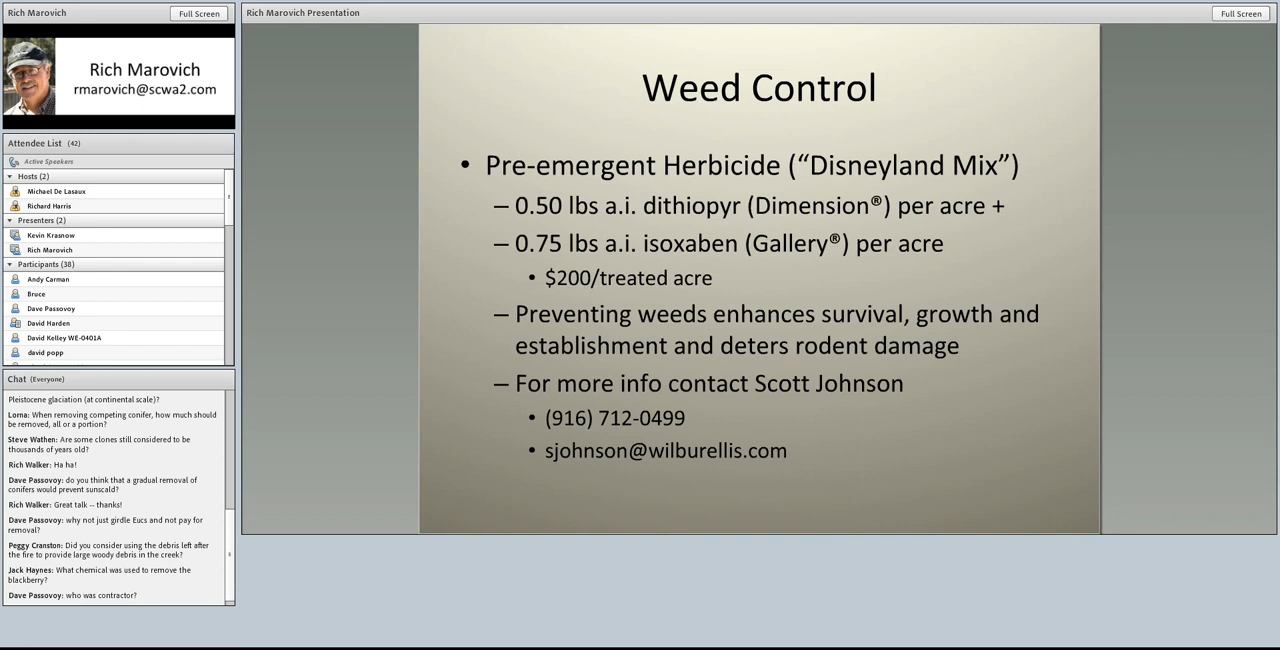 Rich Marovich
Full Screen
Rich Marovich
rmarovich@scwa2.com
Attendee List (42)
Active Speakers
Hosts (2)
Michael De Lasaux
Richard Harris
Presenters (2)
Kevin Krasnow
Rich Marovich
Participants (38)
Andy Carman
Bruce
Dave Passovoy
David Harden
David Kelley WE-0401A
david popp
Chat (Everyone)
Pleistocene glaciation (at continental scale)?
Lorna: When removing competing conifer, how much should
be removed, all or a portion?
Steve Wathen: Are some clones still considered to be
thousands of years old?
Rich Walker: Ha ha!
Dave Passovoy: do you think that a gradual removal of
conifers would prevent sunscald?
Rich Walker: Great talk -- thanks!
Dave Passovoy: why not just girdle Eucs and not pay for
removal?
Peggy Cranston: Did you consider using the debris left after
the fire to provide large woody debris in the creek?
Jack Haynes: What chemical was used to remove the
blackberry?
Dave Passovoy: who was contractor?
Rich Marovich Presentation
Full Screen
Weed Control
• Pre-emergent Herbicide (“Disneyland Mix”)
– 0.50 lbs a.i. dithiopyr (Dimension®) per acre +
– 0.75 lbs a.i. isoxaben (Gallery®) per acre
• $200/treated acre
– Preventing weeds enhances survival, growth and
establishment and deters rodent damage
– For more info contact Scott Johnson
• (916) 712-0499
• sjohnson@wilburellis.com